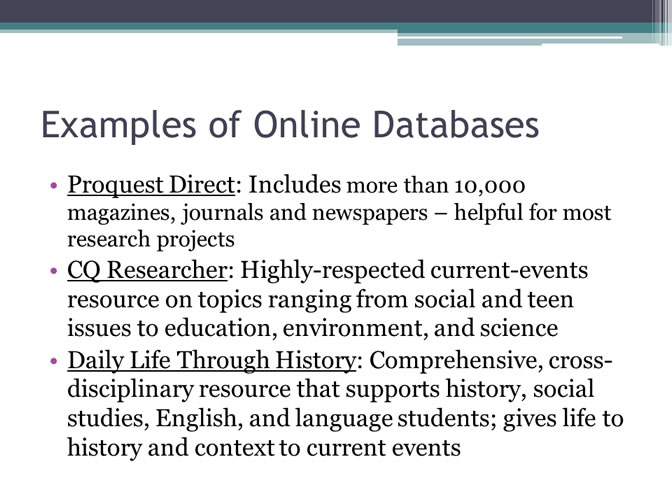 Examples of Online Databases
• Proquest Direct: Includes more than 10,000
magazines, journals and newspapers – helpful for most
research projects
• CQ Researcher: Highly-respected current-events
resource on topics ranging from social and teen
issues to education, environment, and science
• Daily Life Through History: Comprehensive, cross-
disciplinary resource that supports history, social
studies, English, and language students; gives life to
history and context to current events